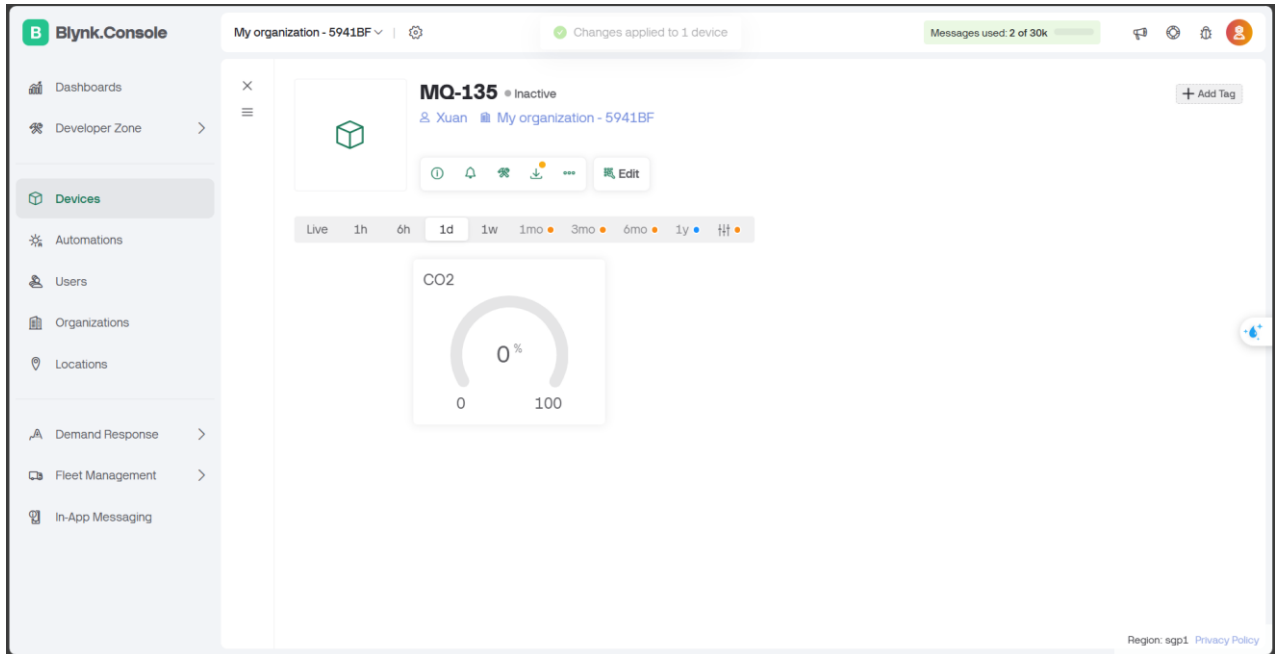 B Blynk.Console
My organization - 5941BF
Changes applied to 1 device
Messages used: 2 of 30k
Dashboards
Developer Zone
Devices
Automations
Users
Organizations
Locations
Demand Response
Fleet Management
In-App Messaging
MQ-135 Inactive
Xuan My organization - 5941BF
+ Add Tag
Edit
Live 1h 6h 1d 1w 1mo 3mo 6mo 1y
CO2
0 %
0 100
Region: sgp1 Privacy Policy